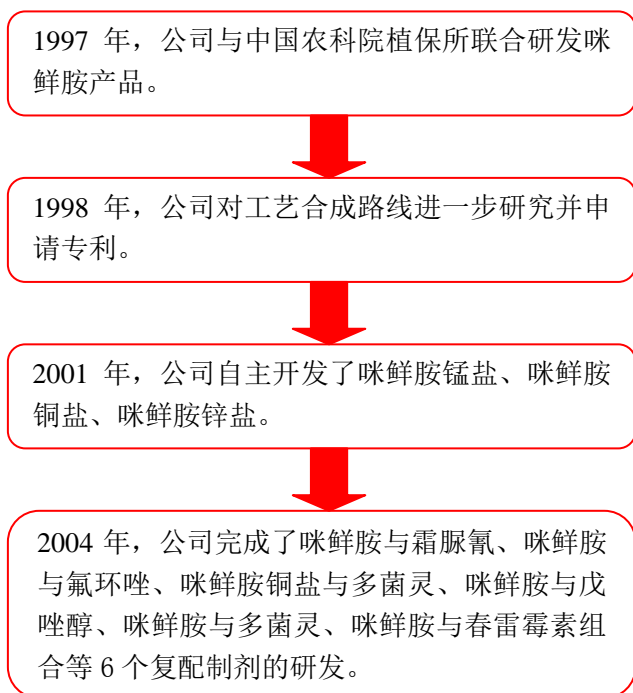 1997 年，公司与中国农科院植保所联合研发咪
鲜胺产品。
1998 年，公司对工艺合成路线进一步研究并申
请专利。
2001 年，公司自主开发了咪鲜胺锰盐、咪鲜胺
铜盐、咪鲜胺锌盐。
2004 年，公司完成了咪鲜胺与霜脲氰、咪鲜胺
与氟环唑、咪鲜胺铜盐与多菌灵、咪鲜胺与戊
唑醇、咪鲜胺与多菌灵、咪鲜胺与春雷霉素组
合等 6 个复配制剂的研发。